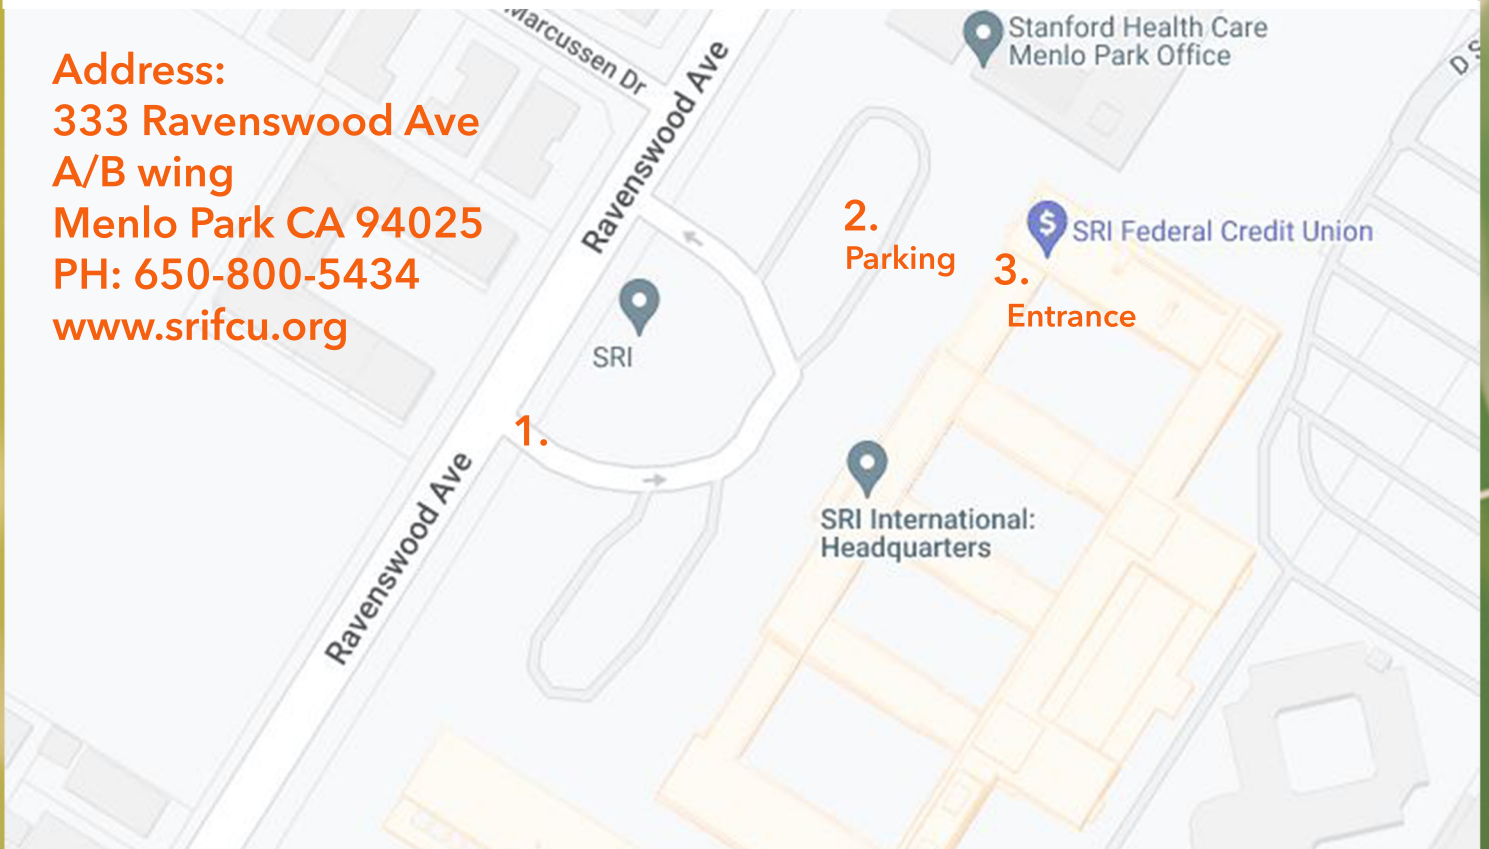 Address:
333 Ravenswood Ave
A/B wing
Menlo Park CA 94025
PH: 650-800-5434
www.srifcu.org
Marcussen Dr
Ravenswood Ave
Stanford Health Care
Menlo Park Office
D S
2.
Parking
SRI Federal Credit Union
3.
Entrance
SRI
1.
Ravenswood Ave
SRI International:
Headquarters